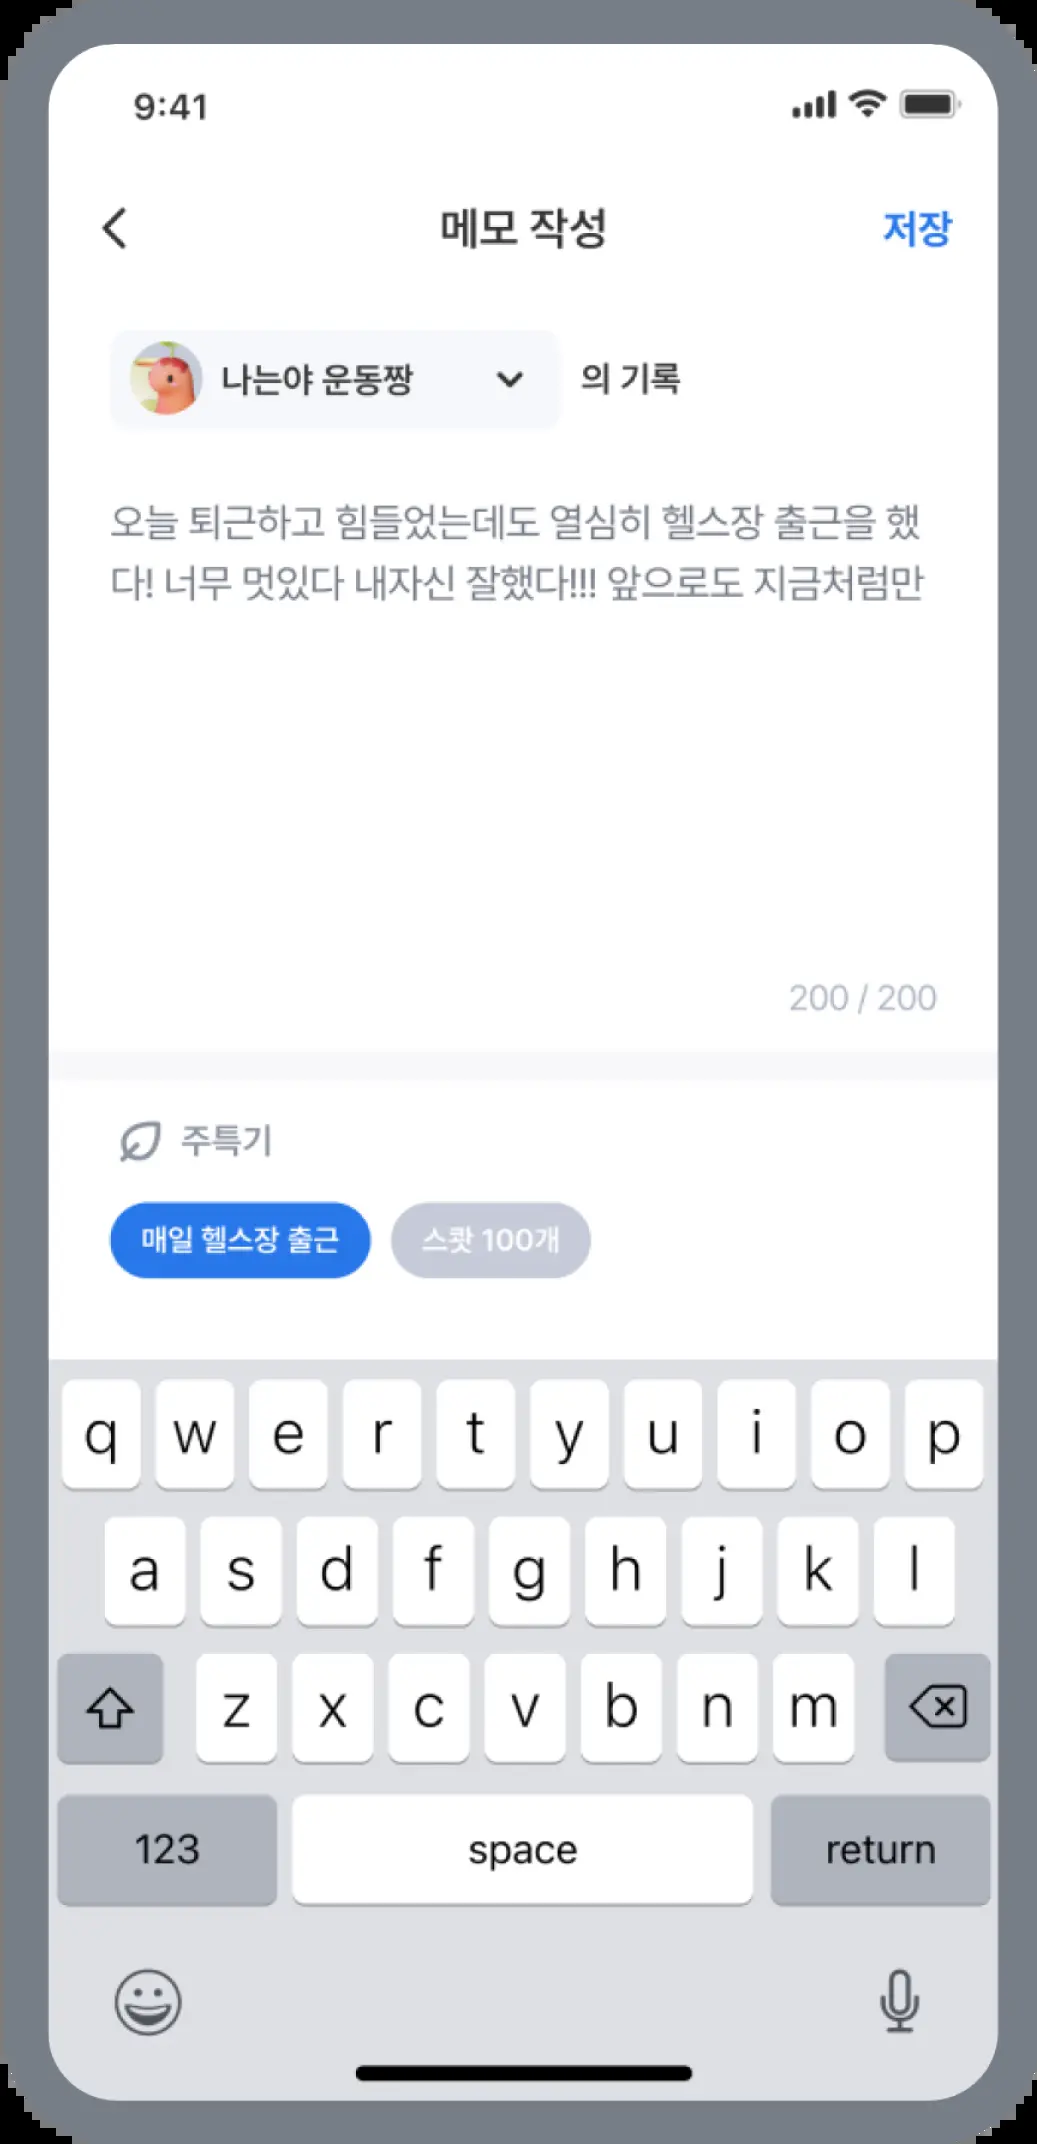 9:41
메모 작성
저장
나는야 운동짱
의 기록
오늘 퇴근하고 힘들었는데도 열심히 헬스장 출근을 했
다! 너무 멋있다 내자신 잘했다!!! 앞으로도 지금처럼만
200 / 200
주특기
매일 헬스장 출근
스쾃 100개
q w e r t y u i o p
a s d f g h j k l
z x c v b n m
123 space return